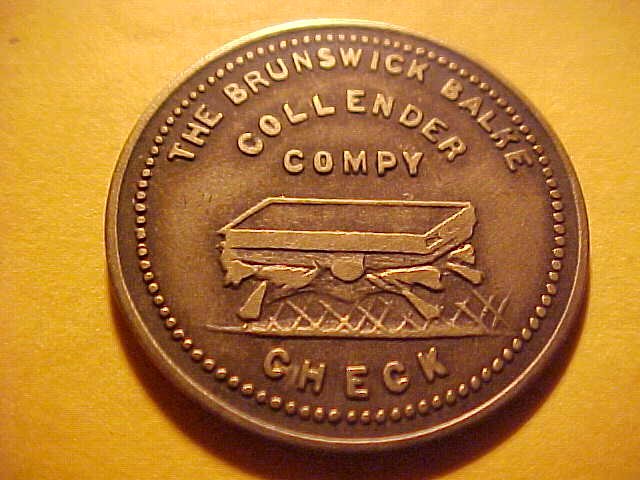 THE BRUNSWICK BALKE
COLLENDER
COMPY
CHECK